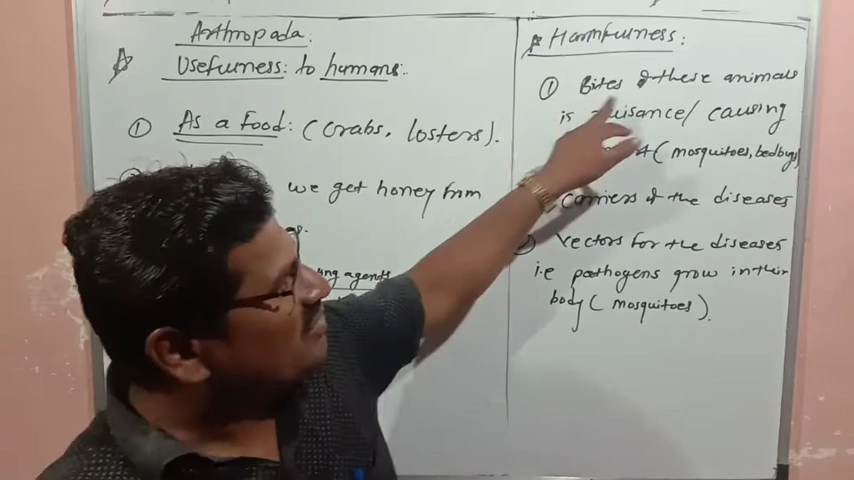 Arthropada:
Usefulness: to humans:
① As a Food: (crabs, losters).
we get honey from
agents
Harmfulness:
① Bites of these animals
is nuisance/ causing
(mosquitoes, bedbugs)
carriers of the diseases
vectors for the diseases
i.e pathogens grow in their
body (mosquitoes).